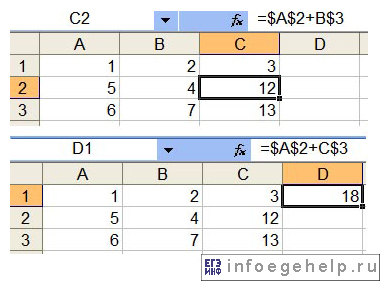 C2 fx =$A$2+B$3
A B C D
1 1 2 3
2 5 4 12
3 6 7 13
D1 fx =$A$2+C$3
A B C D
1 1 2 3 18
2 5 4 12
3 6 7 13
ЕГЭ ИНФ infoegehelp.ru